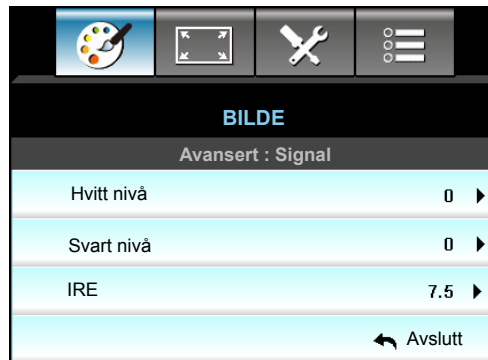 BILDE
Avansert : Signal
Hvitt nivå 0
Svart nivå 0
IRE 7.5
Avslutt